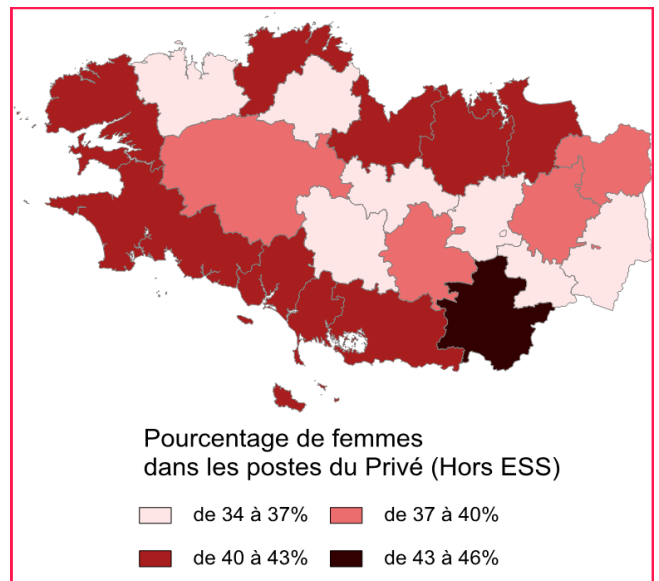 Pourcentage de femmes
dans les postes du Privé (Hors ESS)
de 34 à 37% de 37 à 40%
de 40 à 43% de 43 à 46%